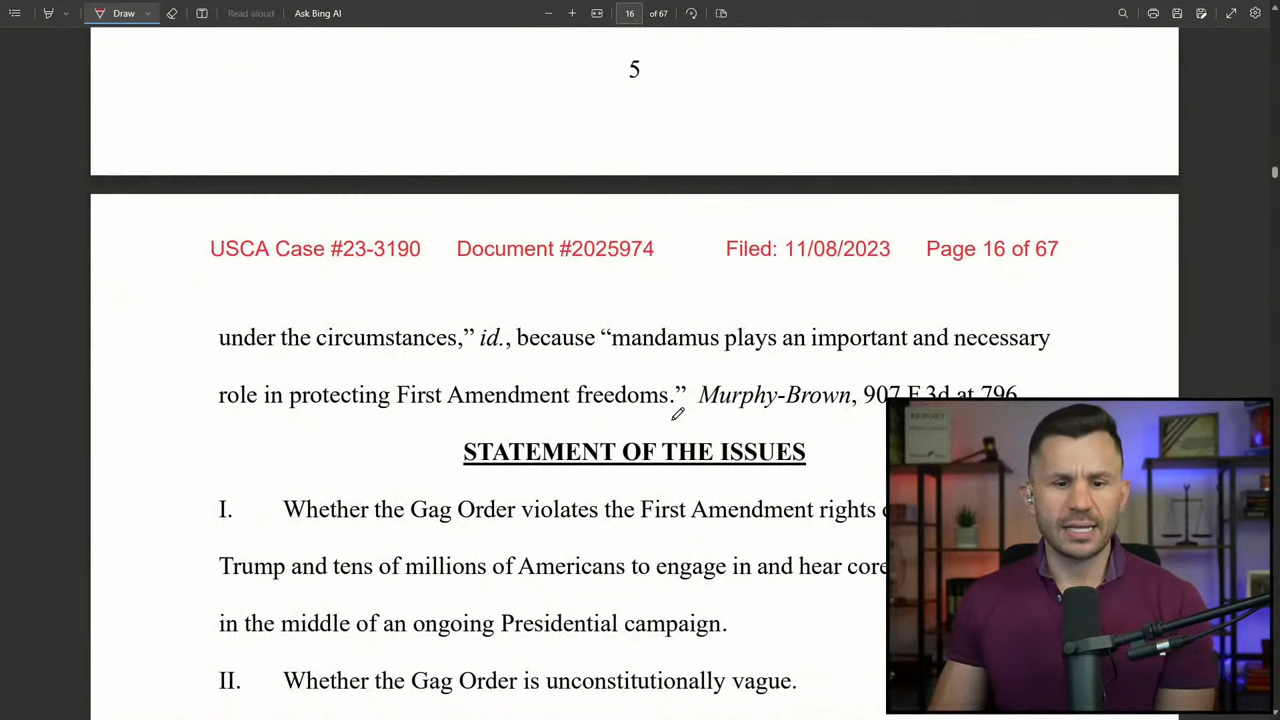 Draw
Read aloud
Ask Bing AI
16 of 67
5
USCA Case #23-3190 Document #2025974 Filed: 11/08/2023 Page 16 of 67
under the circumstances,” id., because “mandamus plays an important and necessary
role in protecting First Amendment freedoms.” Murphy-Brown, 907 F.3d at 796.
STATEMENT OF THE ISSUES
I. Whether the Gag Order violates the First Amendment rights
Trump and tens of millions of Americans to engage in and hear core
in the middle of an ongoing Presidential campaign.
II. Whether the Gag Order is unconstitutionally vague.
REPORT